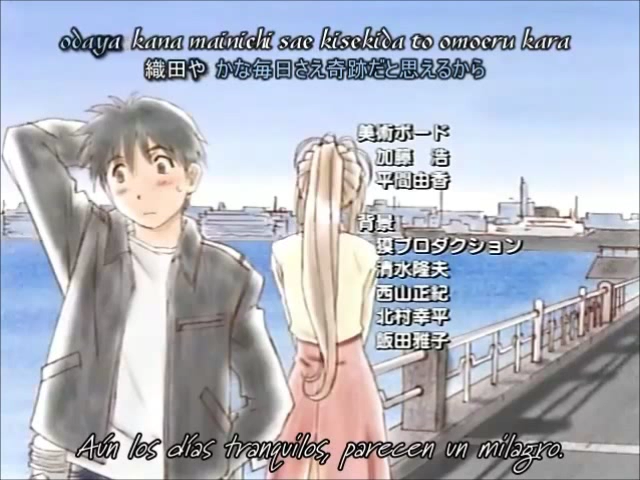 odaya kana mainichi sae kisekida to omoeru kara
織田や かな毎日さえ奇跡だと思えるから
美術ボード
加藤 浩
平間由香
背景
獏プロダクション
清水隆夫
西山正紀
北村幸平
飯田雅子
Aún los días tranquilos, parecen un milagro.